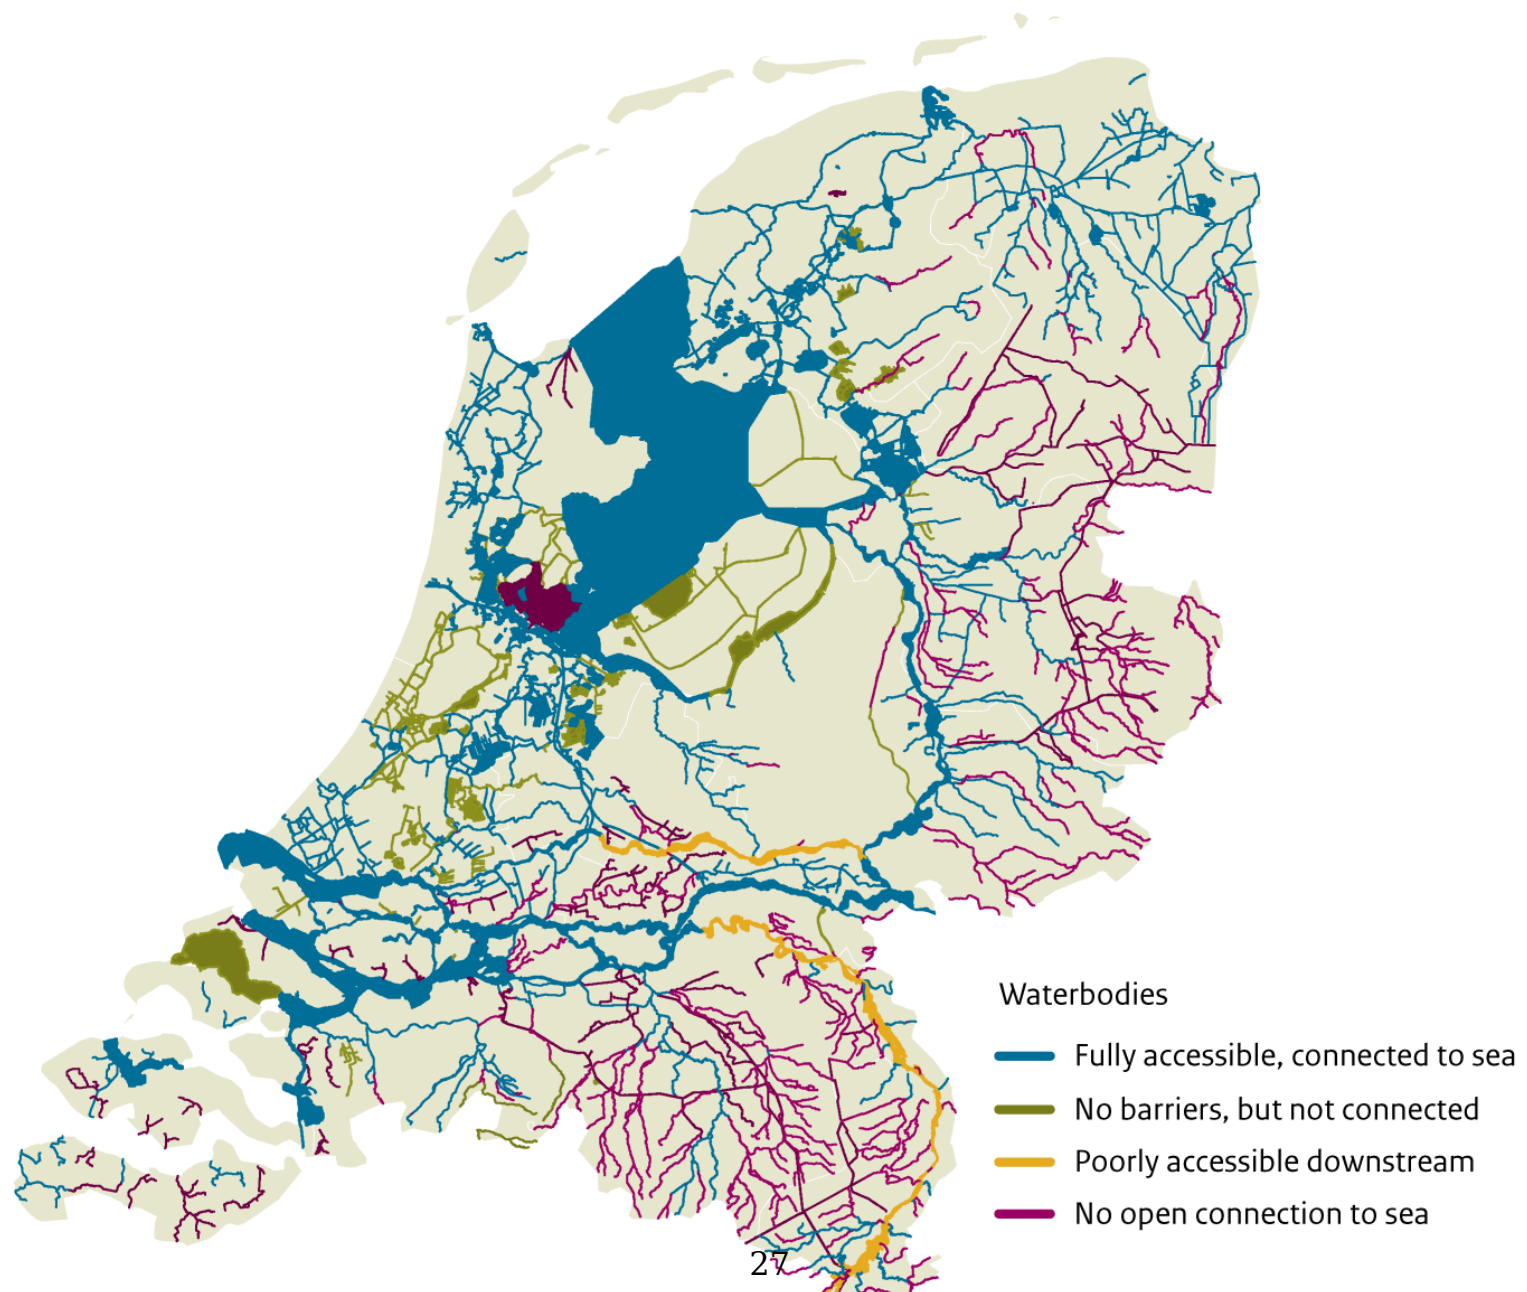 Waterbodies
Fully accessible, connected to sea
No barriers, but not connected
Poorly accessible downstream
No open connection to sea
27